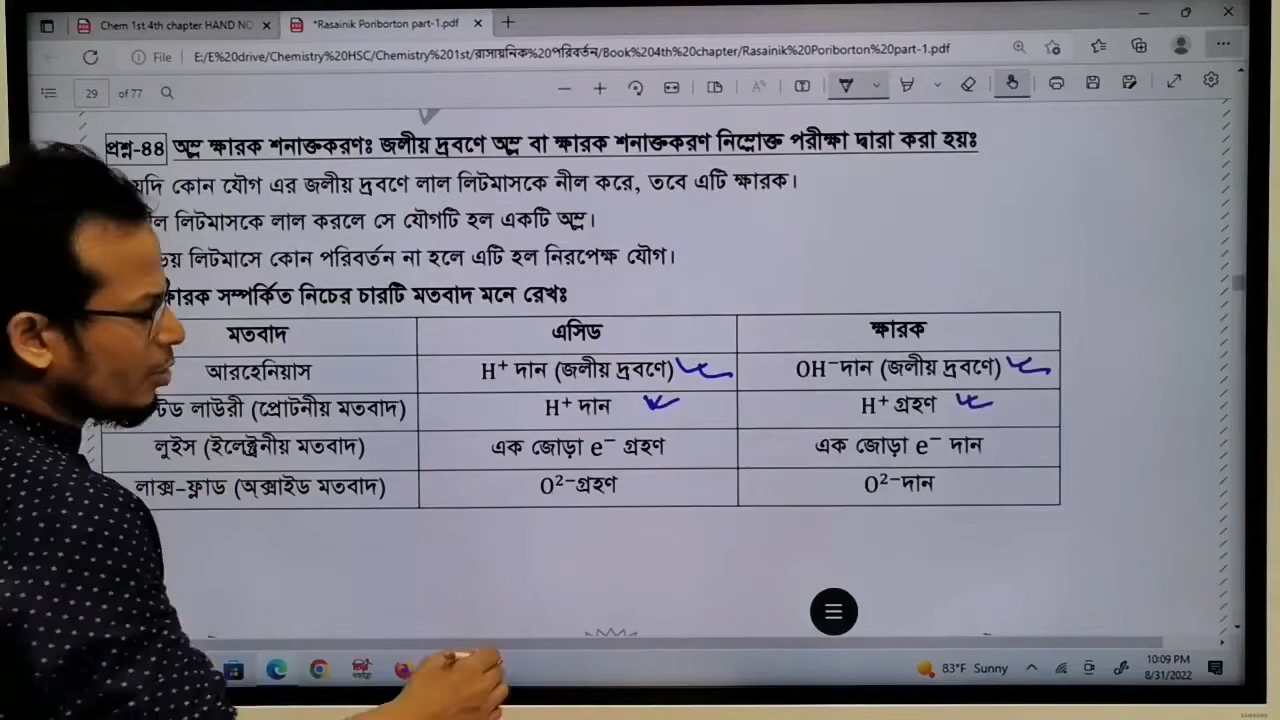 Chem 1st 4th chapter HAND NO
*Rasainik Poriborton part-1.pdf
File E:/E%20drive/Chemistry%20HSC/Chemistry%201st/রাসায়নিক%20পরিবর্তন/Book%204th%20chapter/Rasainik%20Poriborton%20part-1.pdf
29 of 77
প্রশ্ন-৪৪ অম্ল ক্ষারক শনাক্তকরণঃ জলীয় দ্রবণে অম্ল বা ক্ষারক শনাক্তকরণ নিম্নোক্ত পরীক্ষা দ্বারা করা হয়ঃ
যদি কোন যৌগ এর জলীয় দ্রবণে লাল লিটমাসকে নীল করে, তবে এটি ক্ষারক।
লিটমাসকে লাল করলে সে যৌগটি হল একটি অম্ল।
লিটমাসে কোন পরিবর্তন না হলে এটি হল নিরপেক্ষ যৌগ।
সম্পর্কিত নিচের চারটি মতবাদ মনে রেখঃ
মতবাদ এসিড ক্ষারক
আরহেনিয়াস H⁺ দান (জলীয় দ্রবণে) OH⁻দান (জলীয় দ্রবণে)
লাউরী (প্রোটনীয় মতবাদ) H⁺ দান H⁺ গ্রহণ
লুইস (ইলেক্ট্রনীয় মতবাদ) এক জোড়া e⁻ গ্রহণ এক জোড়া e⁻ দান
লাক্স-ফ্লাড (অক্সাইড মতবাদ) O²⁻গ্রহণ O²⁻দান
83°F Sunny
10:09 PM
8/31/2022